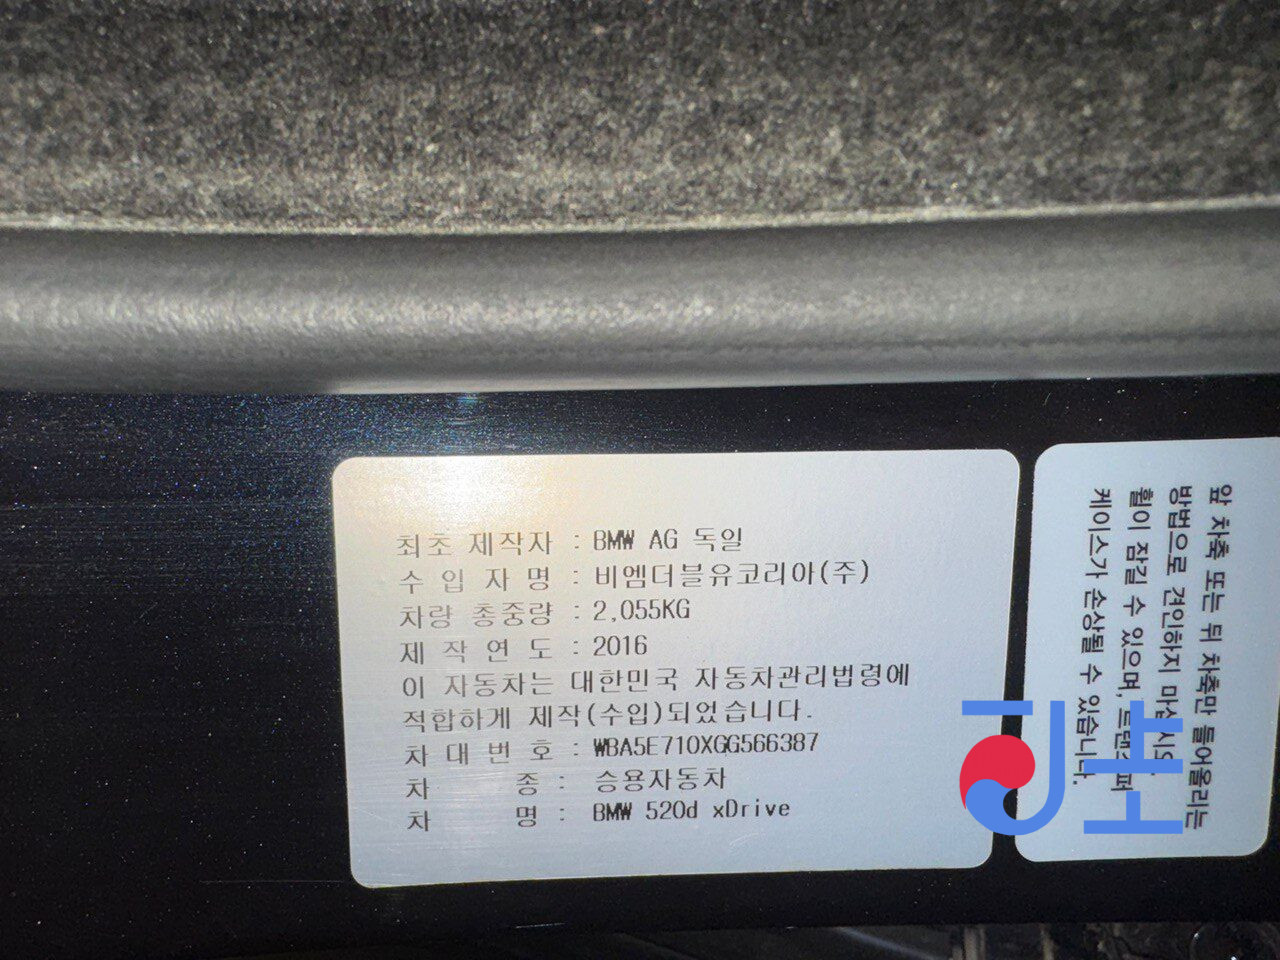 최초 제작자 : BMW AG 독일
수 입 자 명 : 비엠더블유코리아(주)
차량 총중량 : 2,055KG
제 작 연 도 : 2016
이 자동차는 대한민국 자동차관리법령에
적합하게 제작(수입)되었습니다.
차 대 번 호 : WBA5E710XGG566387
차 종 : 승용자동차
차 명 : BMW 520d xDrive
앞 차축 또는 뒤 차축만 들어올리는
방법으로 견인하지 마십시오.
휠이 잠길 수 있으며, 트랜스퍼
케이스가 손상될 수 있습니다.